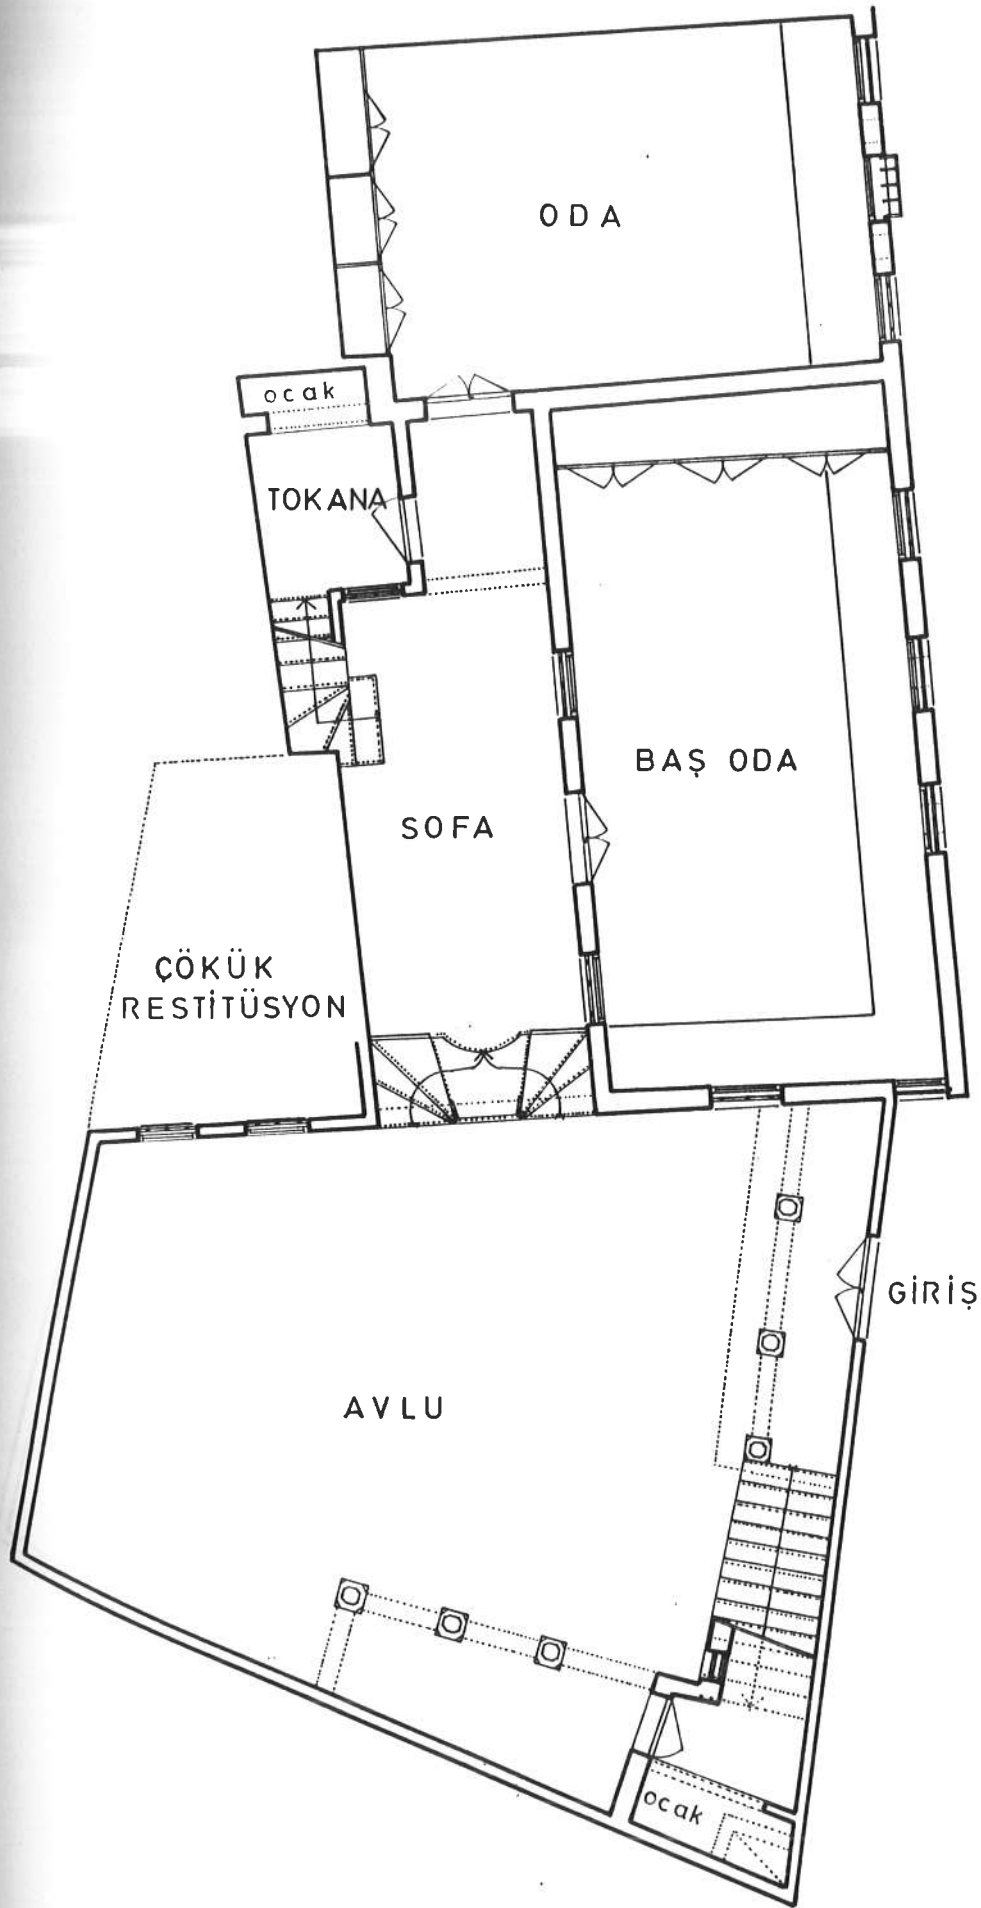 ODA
ocak
TOKANA
BAŞ ODA
SOFA
ÇÖKÜK
RESTİTÜSYON
GİRİŞ
AVLU
ocak